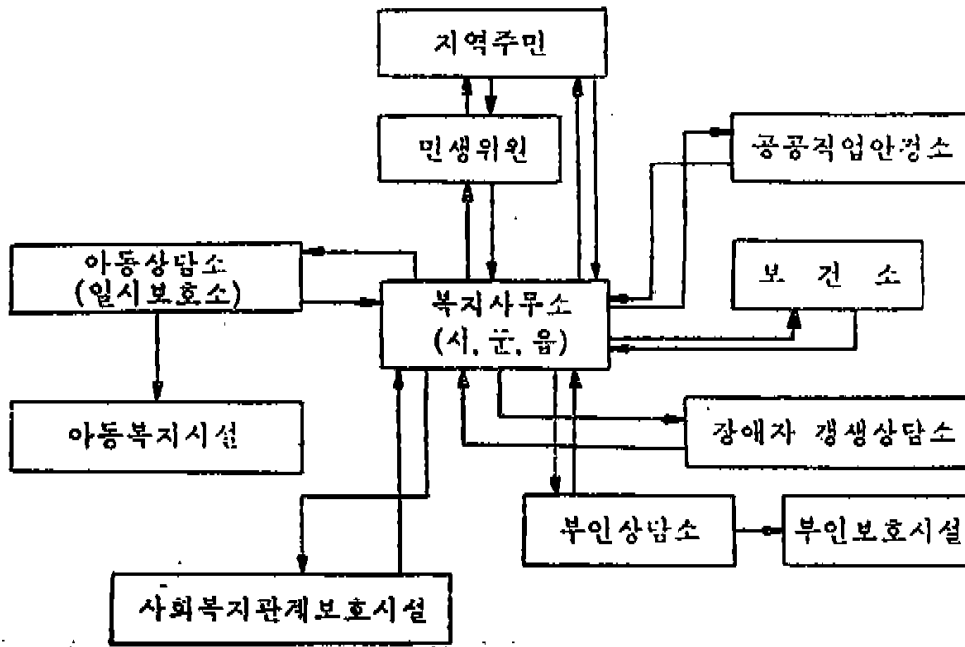 지역주민
민생위원
공공직업안정소
아동상담소
(일시보호소)
보 건 소
복지사무소
(시, 군, 읍)
아동복지시설
장애자 갱생상담소
부인상담소
부인보호시설
사회복지관계보호시설